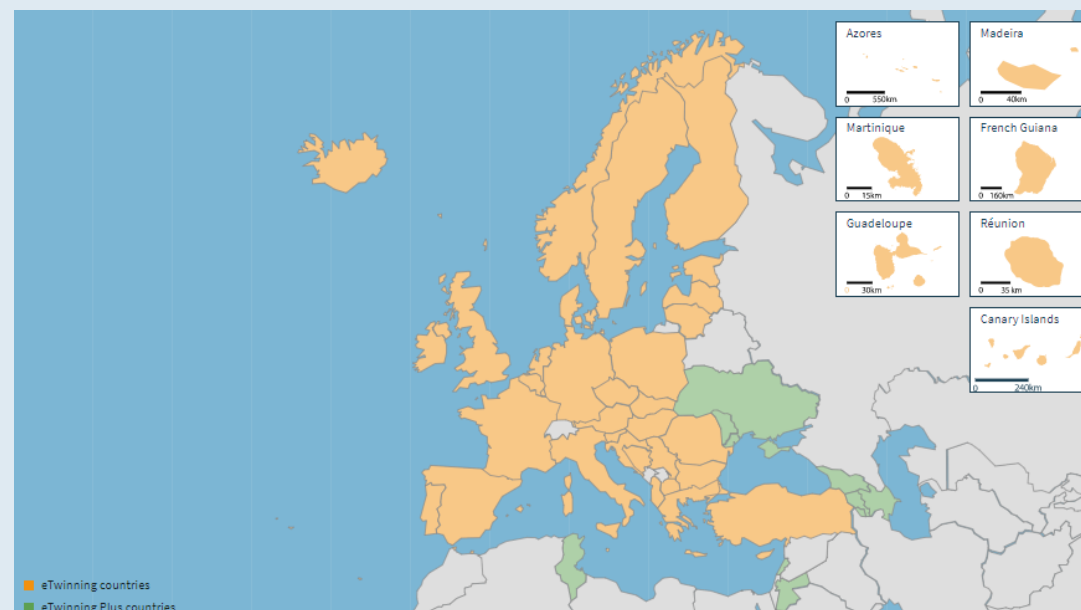 Azores
0 550km
Madeira
0 40km
Martinique
0 15km
French Guiana
0 160km
Guadeloupe
0 30km
Réunion
0 35 km
Canary Islands
0 240km
eTwinning countries
eTwinning Plus countries